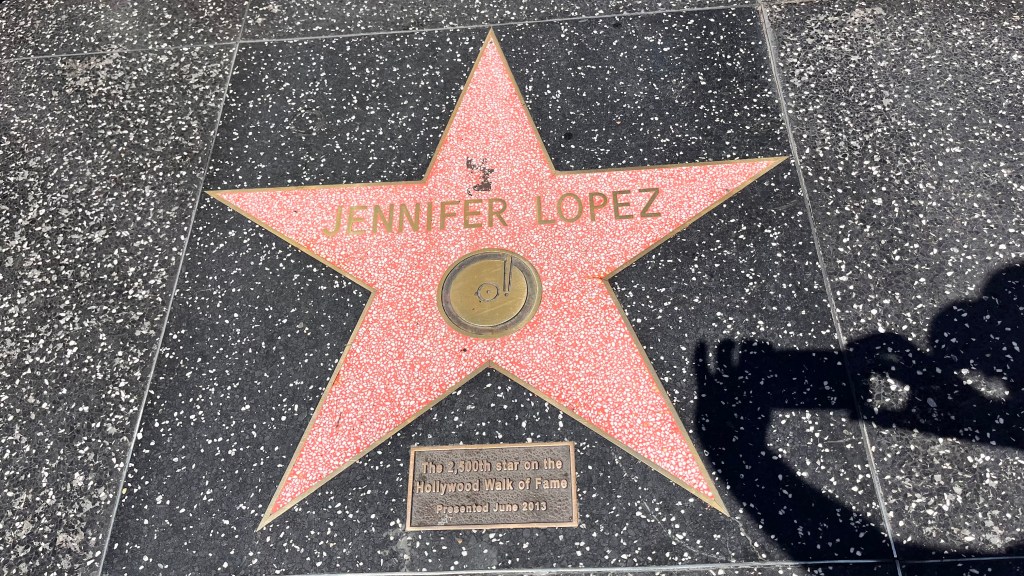 JENNIFER LOPEZ
The 2,500th star on the
Hollywood Walk of Fame
Presented June 2013